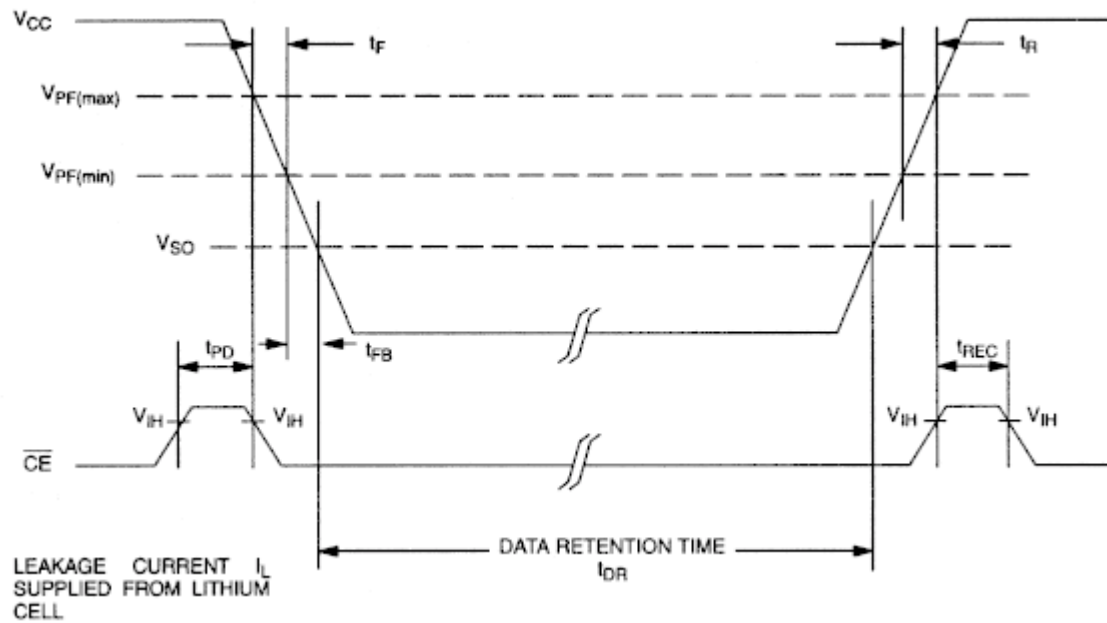 VCC
tF
tR
VPF(max)
VPF(min)
VSO
tPD
tFB
tREC
VIH
VIH
VIH
VIH
CE
DATA RETENTION TIME
tDR
LEAKAGE CURRENT IL
SUPPLIED FROM LITHIUM
CELL